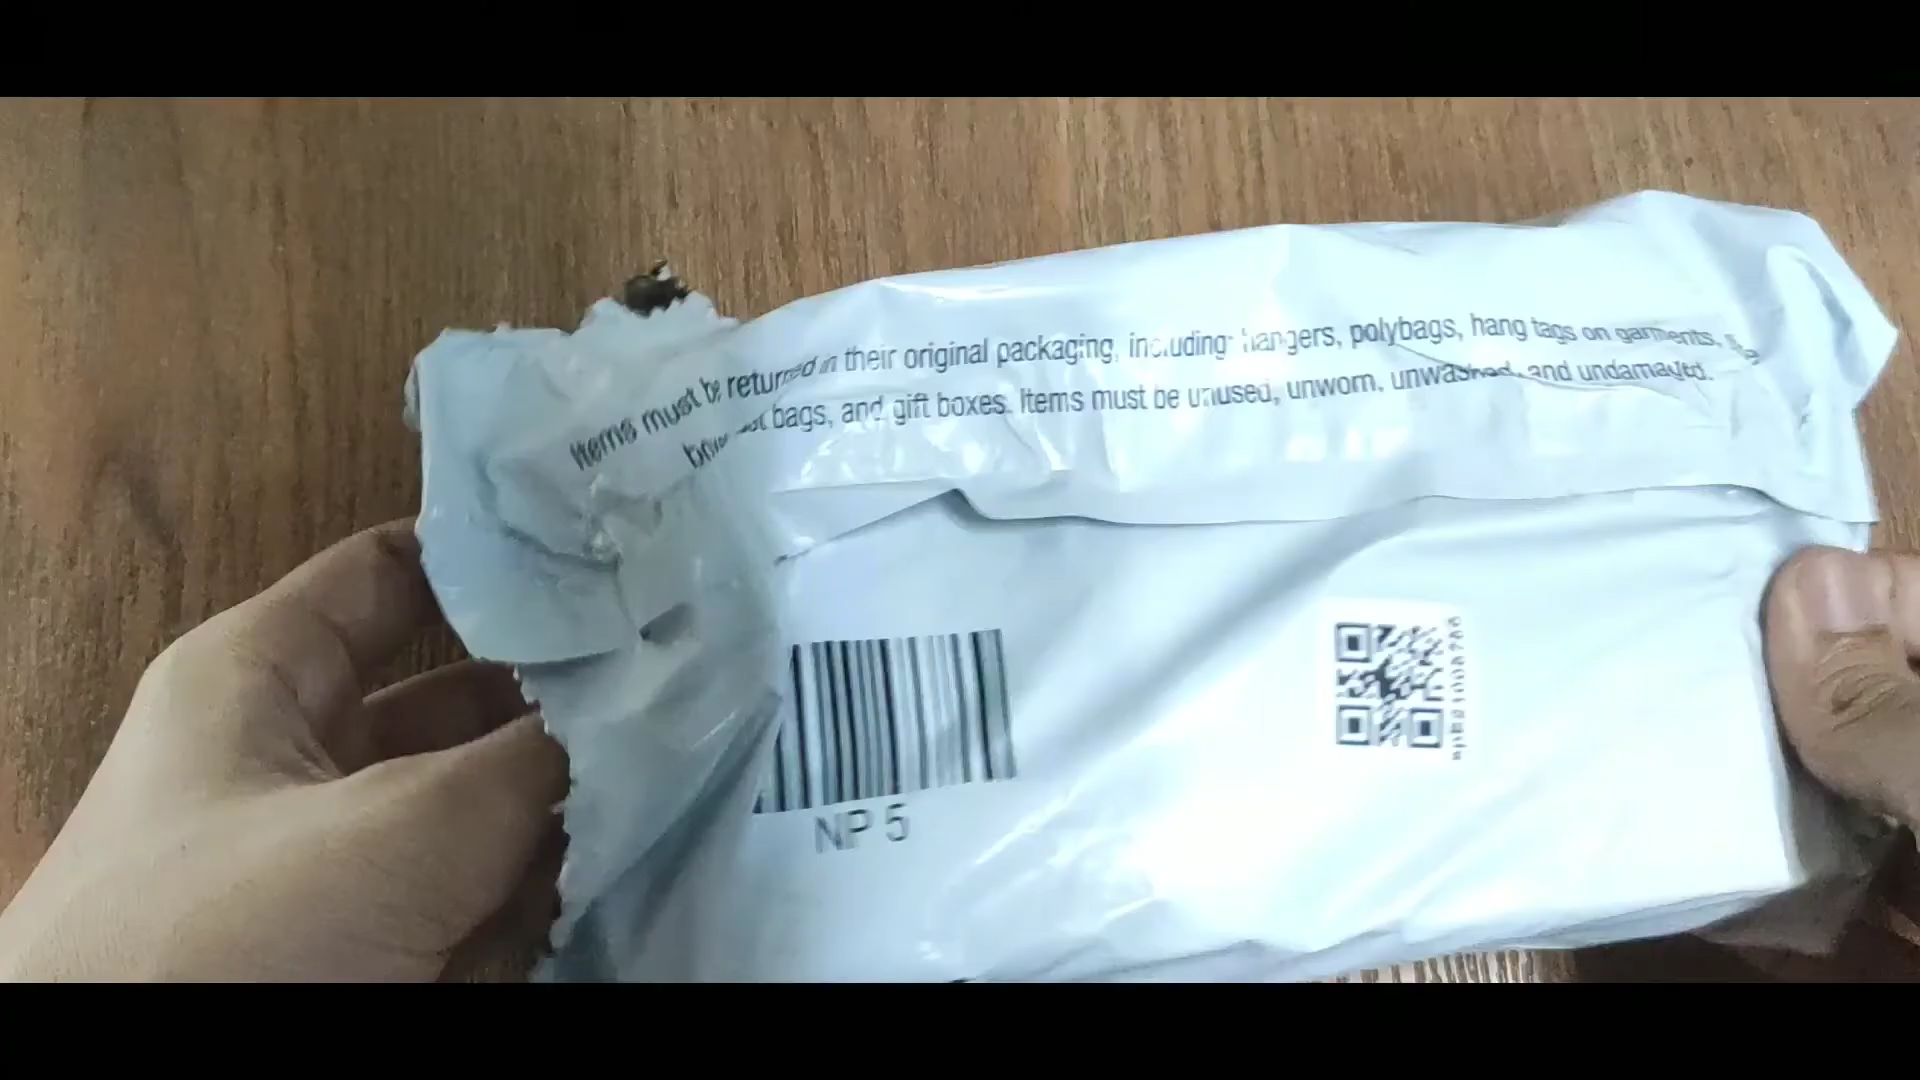 Items must be returned in their original packaging, including hangers, polybags, hang tags on garments,
bags, and gift boxes. Items must be unused, unworn, unwashed, and undamaged.
NP 5